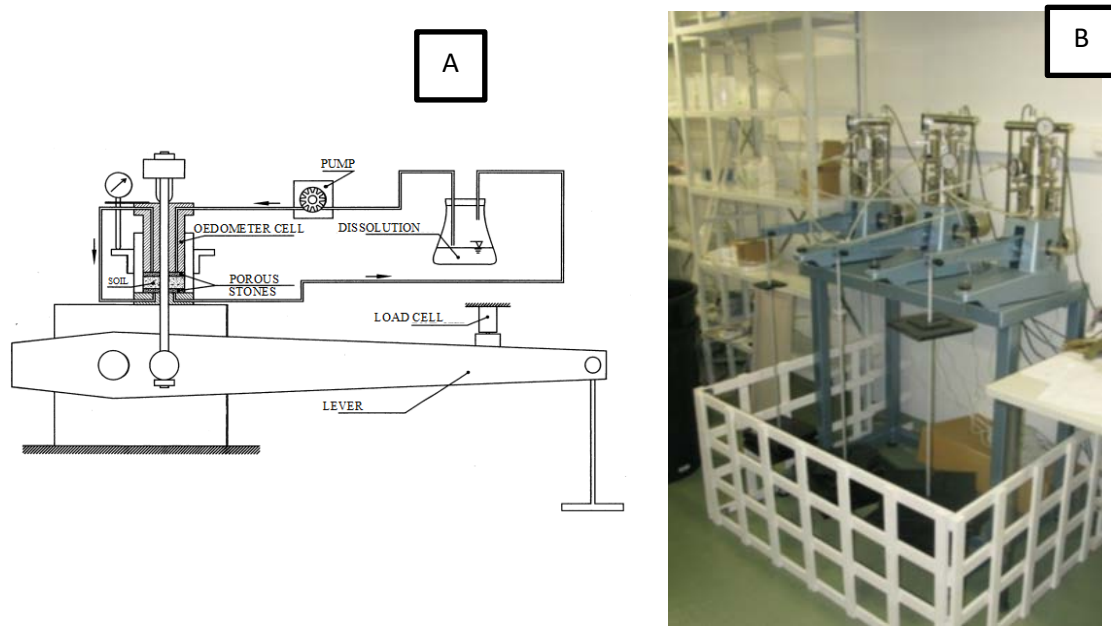 A
B
PUMP
OEDOMETER CELL
DISSOLUTION
SOIL
POROUS
STONES
LOAD CELL
LEVER